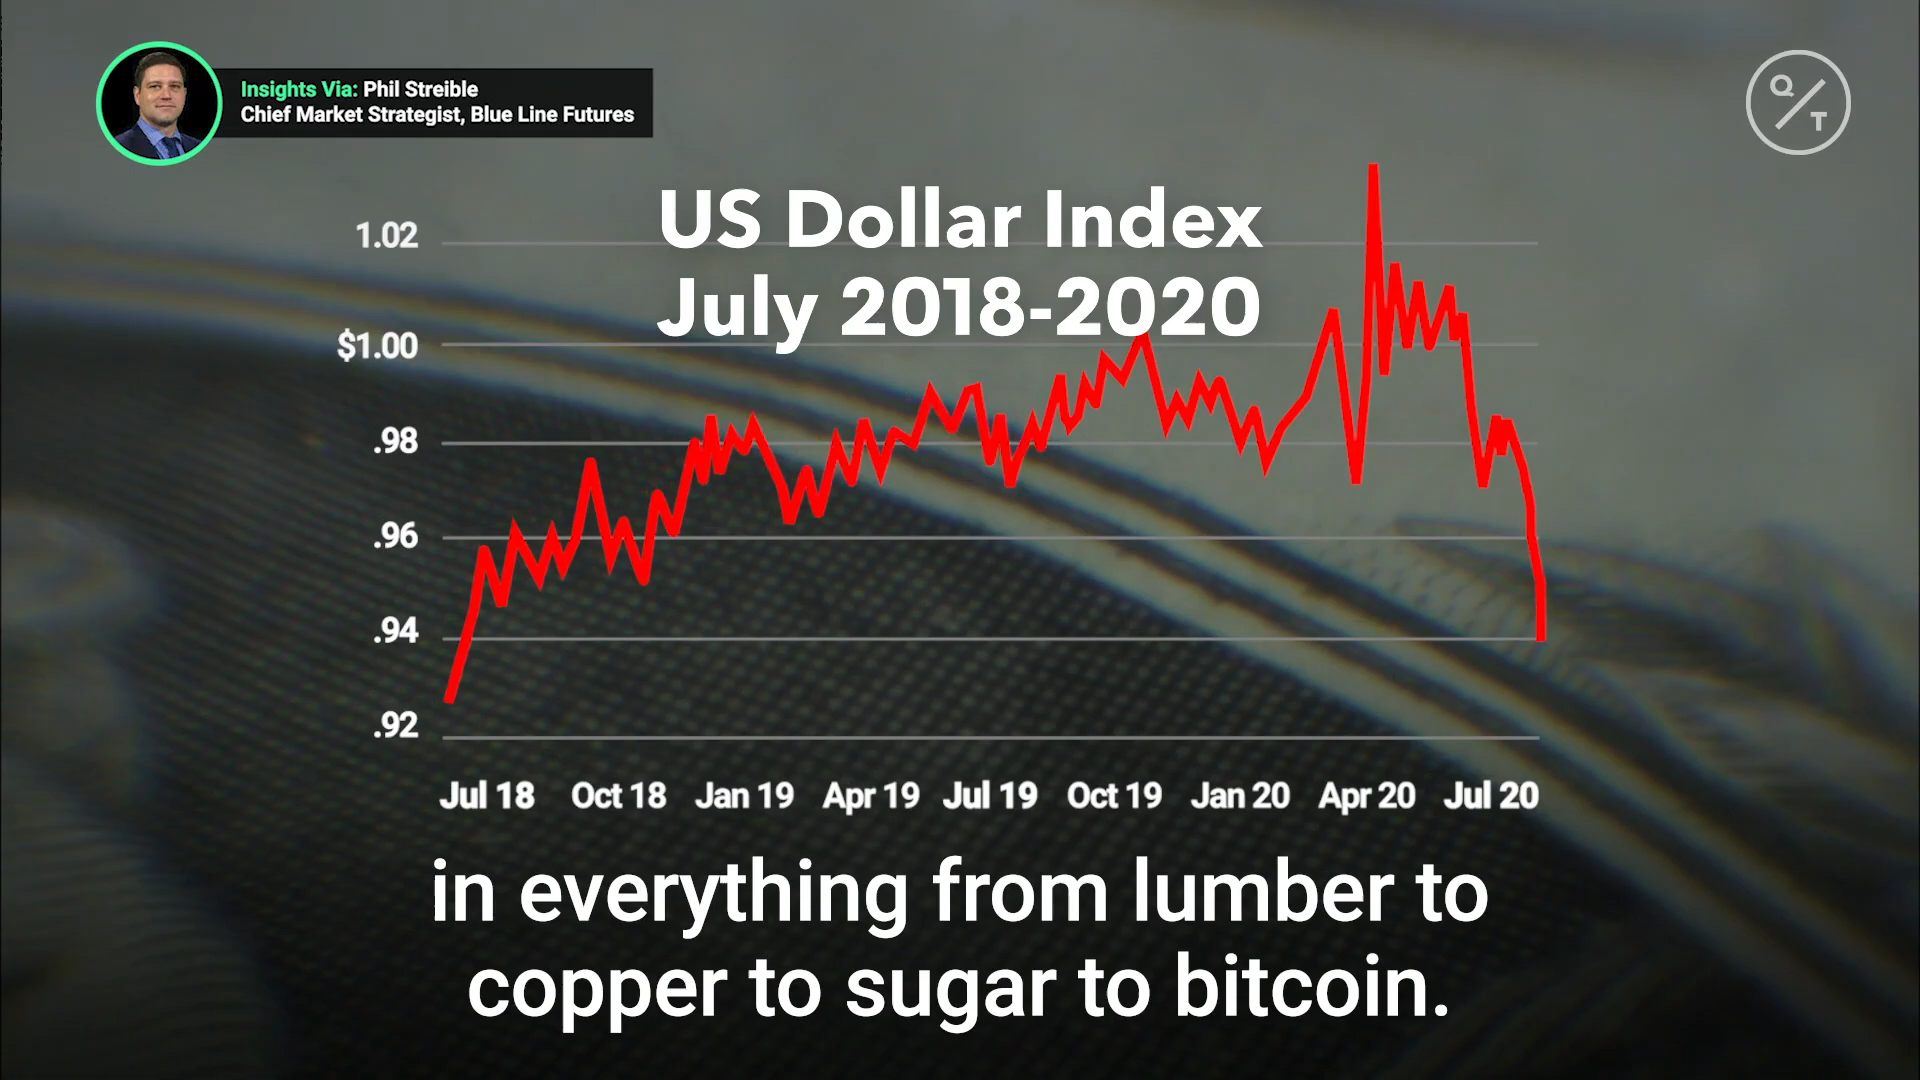 Insights Via: Phil Streible
Chief Market Strategist, Blue Line Futures
Q/T
US Dollar Index
July 2018-2020
1.02
$1.00
.98
.96
.94
.92
Jul 18 Oct 18 Jan 19 Apr 19 Jul 19 Oct 19 Jan 20 Apr 20 Jul 20
in everything from lumber to
copper to sugar to bitcoin.